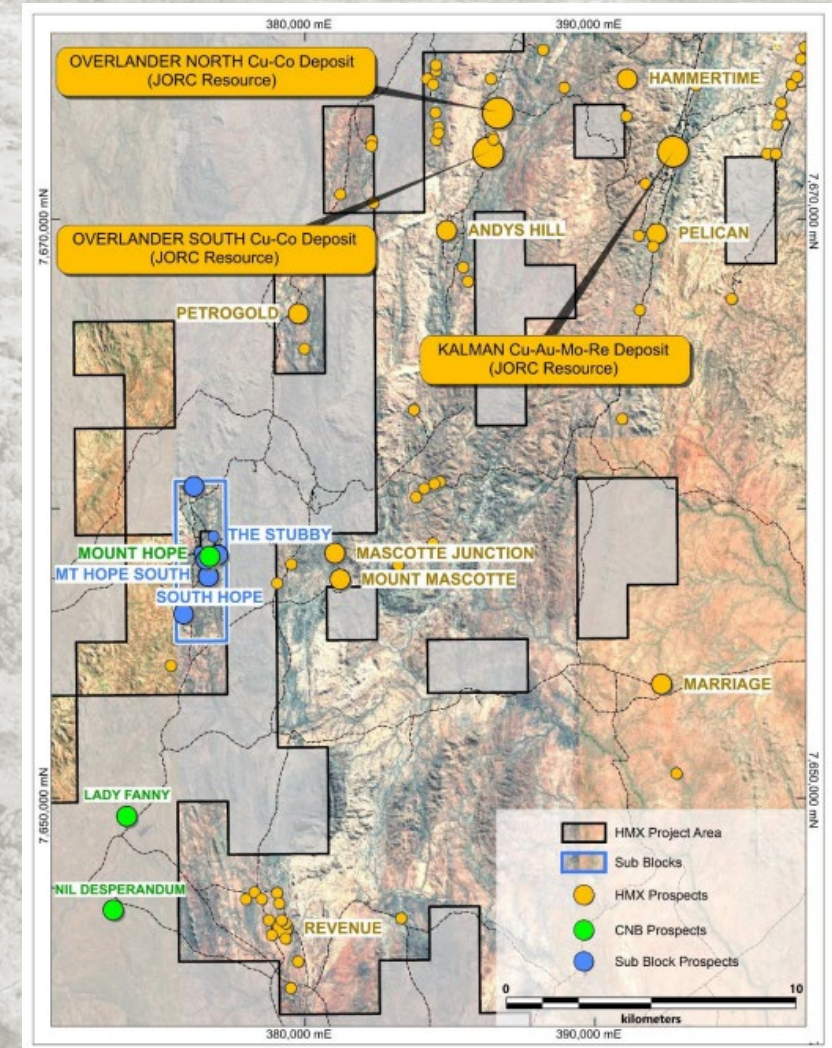 380,000 mE
390,000 mE
OVERLANDER NORTH Cu-Co Deposit
(JORC Resource)
HAMMERTIME
7,670,000 mN
7,670,000 mN
ANDYS HILL
PELICAN
OVERLANDER SOUTH Cu-Co Deposit
(JORC Resource)
PETROGOLD
KALMAN Cu-Au-Mo-Re Deposit
(JORC Resource)
THE STUBBY
MOUNT HOPE
MASCOTTE JUNCTION
MT HOPE SOUTH
MOUNT MASCOTTE
SOUTH HOPE
MARRIAGE
LADY FANNY
7,650,000 mN
7,650,000 mN
NIL DESPERANDUM
REVENUE
HMX Project Area
Sub Blocks
HMX Prospects
CNB Prospects
Sub Block Prospects
0
10
kilometers
380,000 mE
390,000 mE